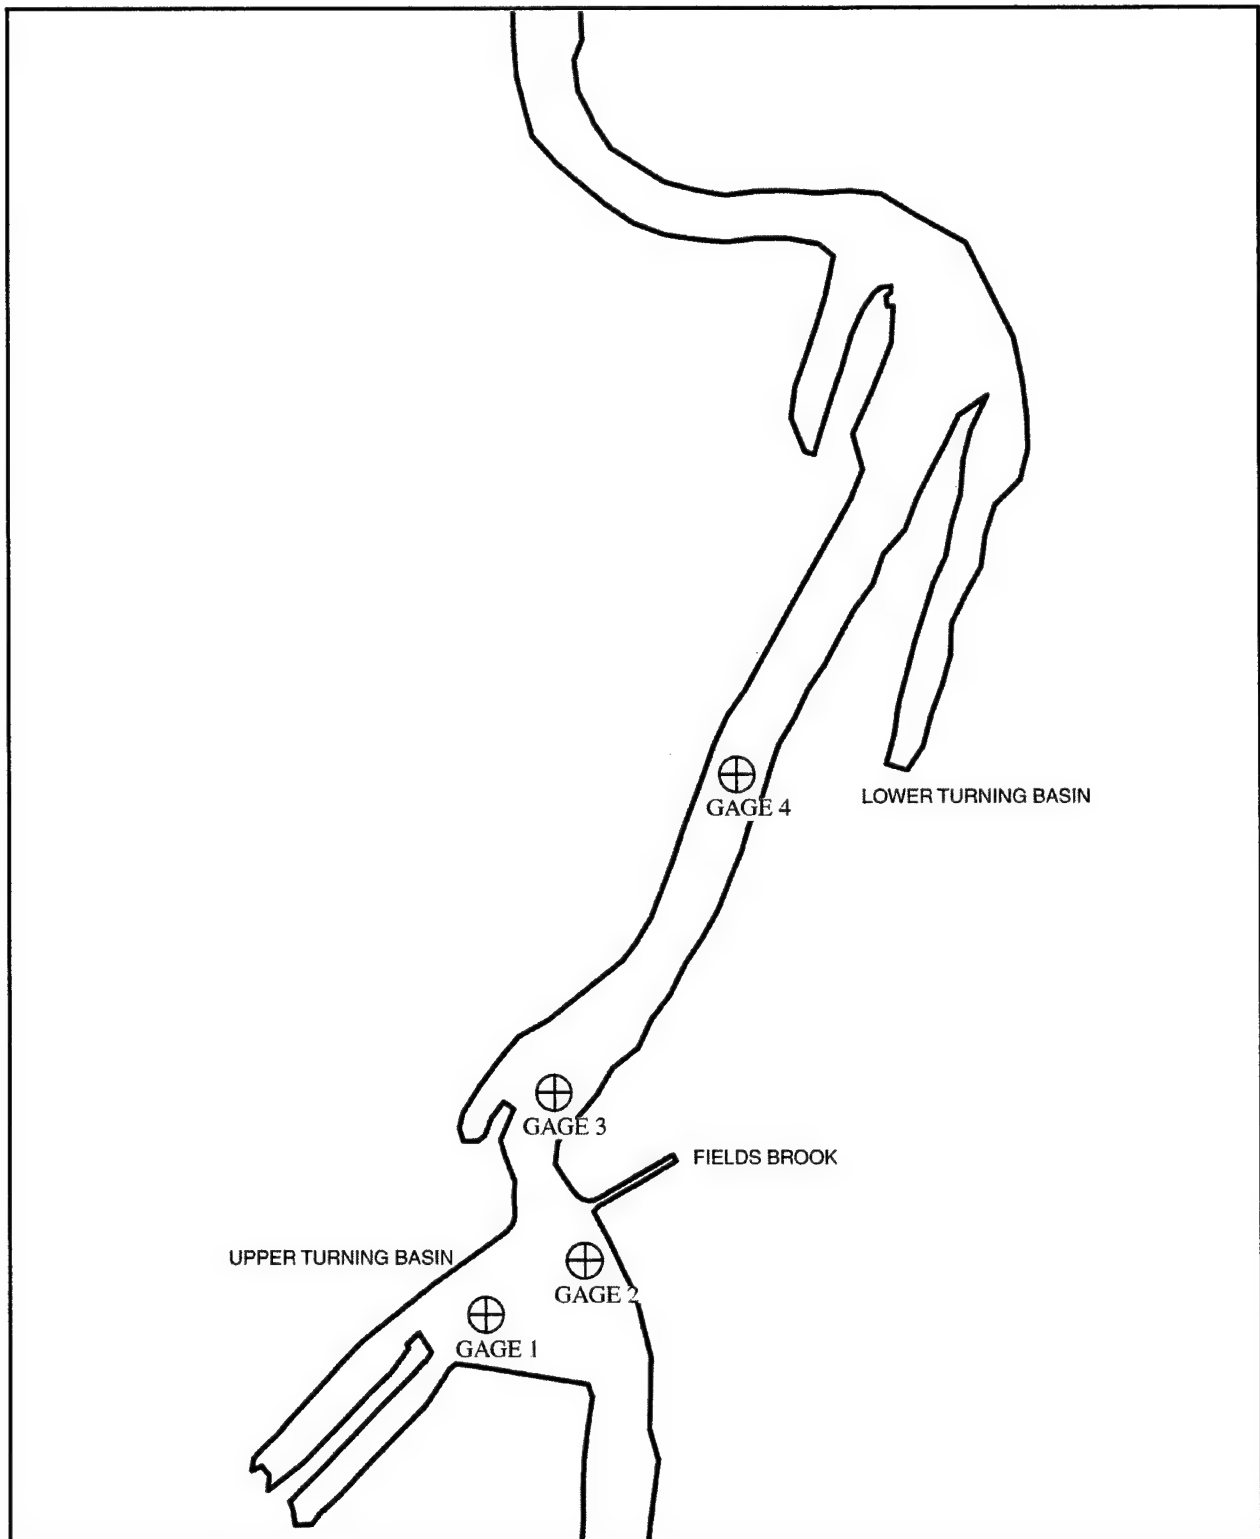 GAGE 4
LOWER TURNING BASIN
GAGE 3
FIELDS BROOK
UPPER TURNING BASIN
GAGE 2
GAGE 1